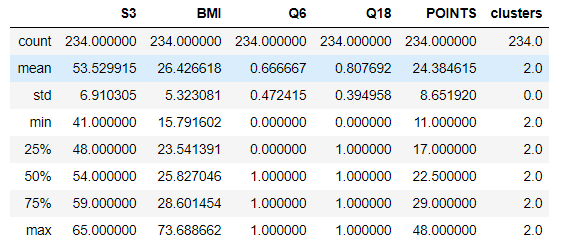 S3 BMI Q6 Q18 POINTS clusters
count 234.000000 234.000000 234.000000 234.000000 234.000000 234.0
mean 53.529915 26.426618 0.666667 0.807692 24.384615 2.0
std 6.910305 5.323081 0.472415 0.394958 8.651920 0.0
min 41.000000 15.791602 0.000000 0.000000 11.000000 2.0
25% 48.000000 23.541391 0.000000 1.000000 17.000000 2.0
50% 54.000000 25.827046 1.000000 1.000000 22.500000 2.0
75% 59.000000 28.601454 1.000000 1.000000 29.000000 2.0
max 65.000000 73.688662 1.000000 1.000000 48.000000 2.0